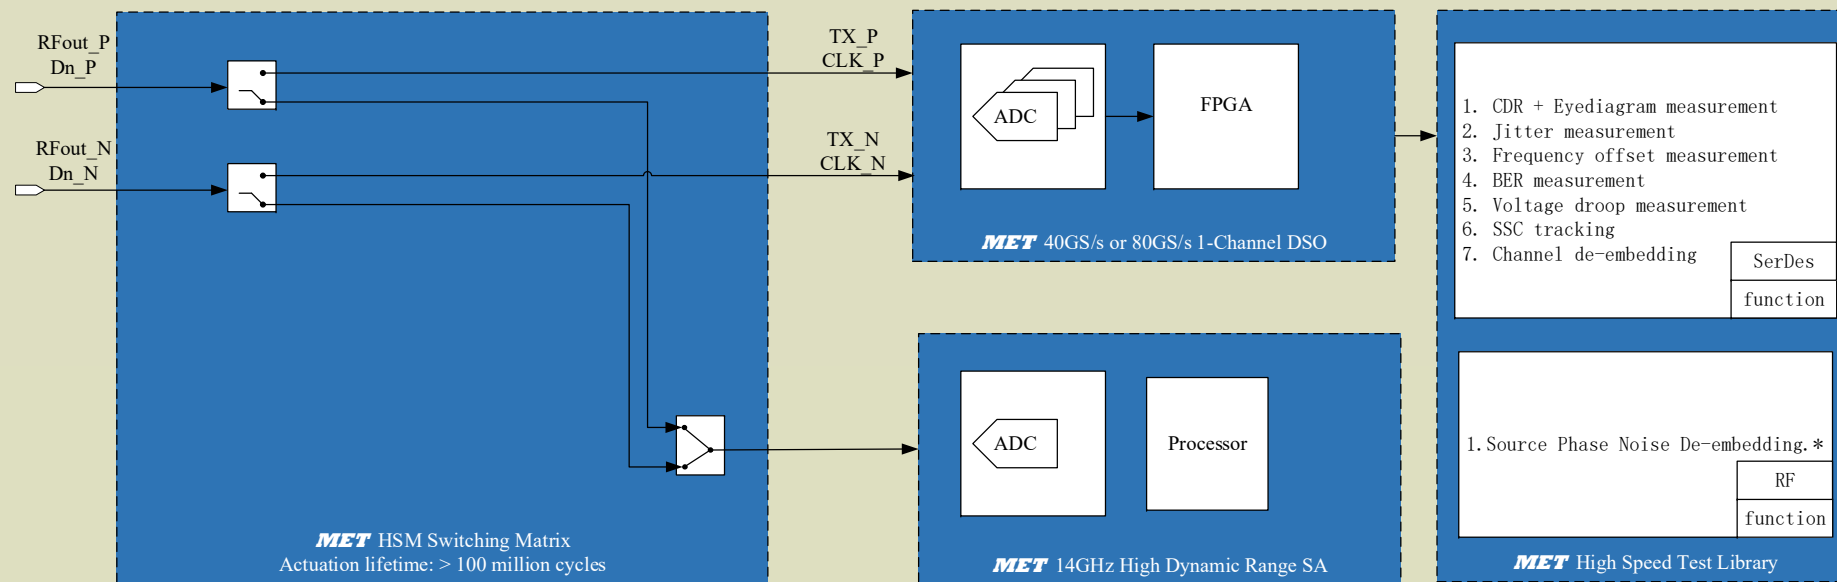 RFout_P
Dn_P
RFout_N
Dn_N
MET HSM Switching Matrix
Actuation lifetime: > 100 million cycles
TX_P
CLK_P
TX_N
CLK_N
ADC
FPGA
MET 40GS/s or 80GS/s 1-Channel DSO
ADC
Processor
MET 14GHz High Dynamic Range SA
1. CDR + Eyediagram measurement
2. Jitter measurement
3. Frequency offset measurement
4. BER measurement
5. Voltage droop measurement
6. SSC tracking
7. Channel de-embedding
SerDes
function
1.Source Phase Noise De-embedding.*
RF
function
MET High Speed Test Library